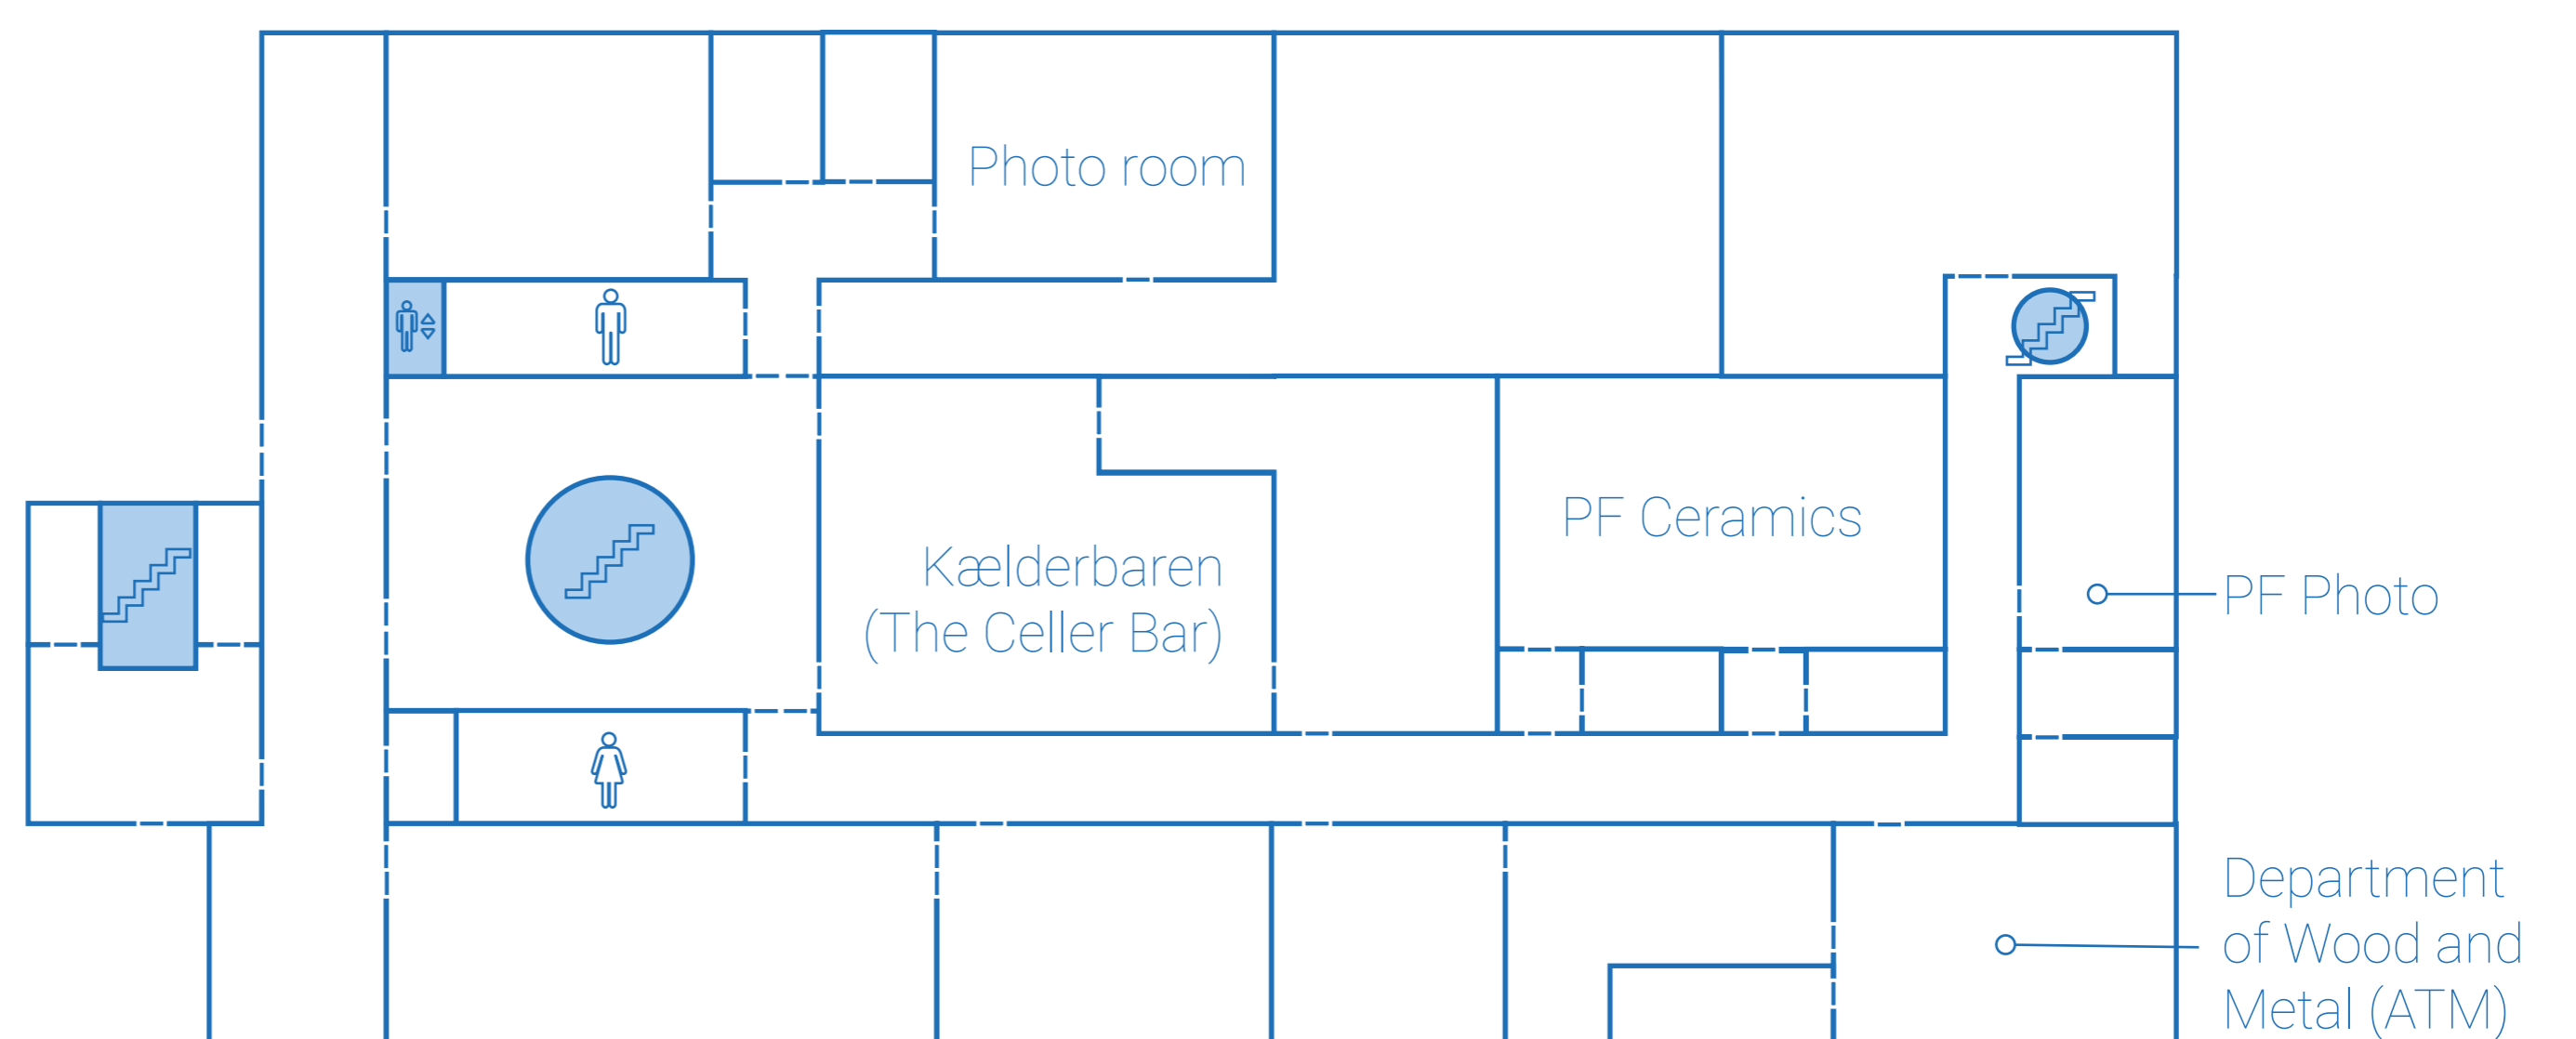 Photo room
PF Ceramics
Kælderbaren
(The Celler Bar)
PF Photo
Department
of Wood and
Metal (ATM)